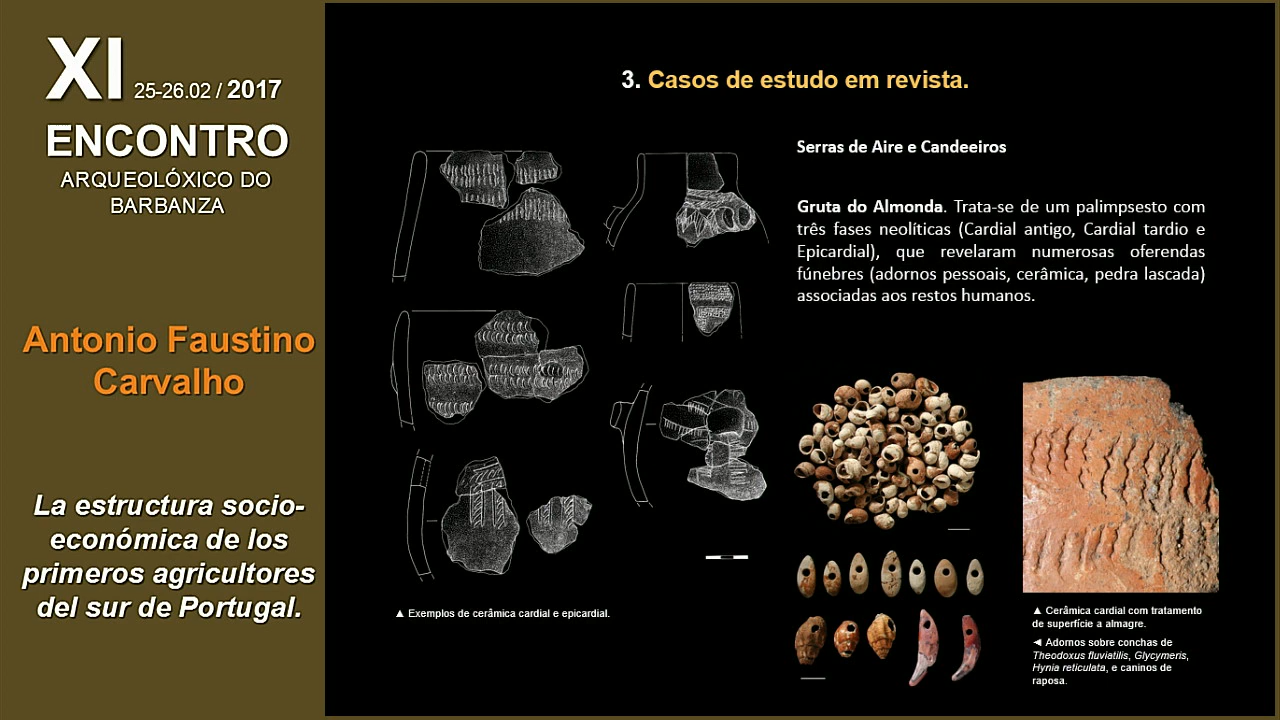 XI 25-26.02 / 2017
ENCONTRO
ARQUEOLÓXICO DO
BARBANZA
Antonio Faustino
Carvalho
La estructura socio-
económica de los
primeros agricultores
del sur de Portugal.
3. Casos de estudo em revista.
Serras de Aire e Candeeiros
Gruta do Almonda. Trata-se de um palimpsesto com
três fases neolíticas (Cardial antigo, Cardial tardio e
Epicardial), que revelaram numerosas oferendas
fúnebres (adornos pessoais, cerâmica, pedra lascada)
associadas aos restos humanos.
▲ Exemplos de cerâmica cardial e epicardial.
▲ Cerâmica cardial com tratamento
de superfície a almagre.
◄ Adornos sobre conchas de
Theodoxus fluviatilis, Glycymeris,
Hynia reticulata, e caninos de
raposa.